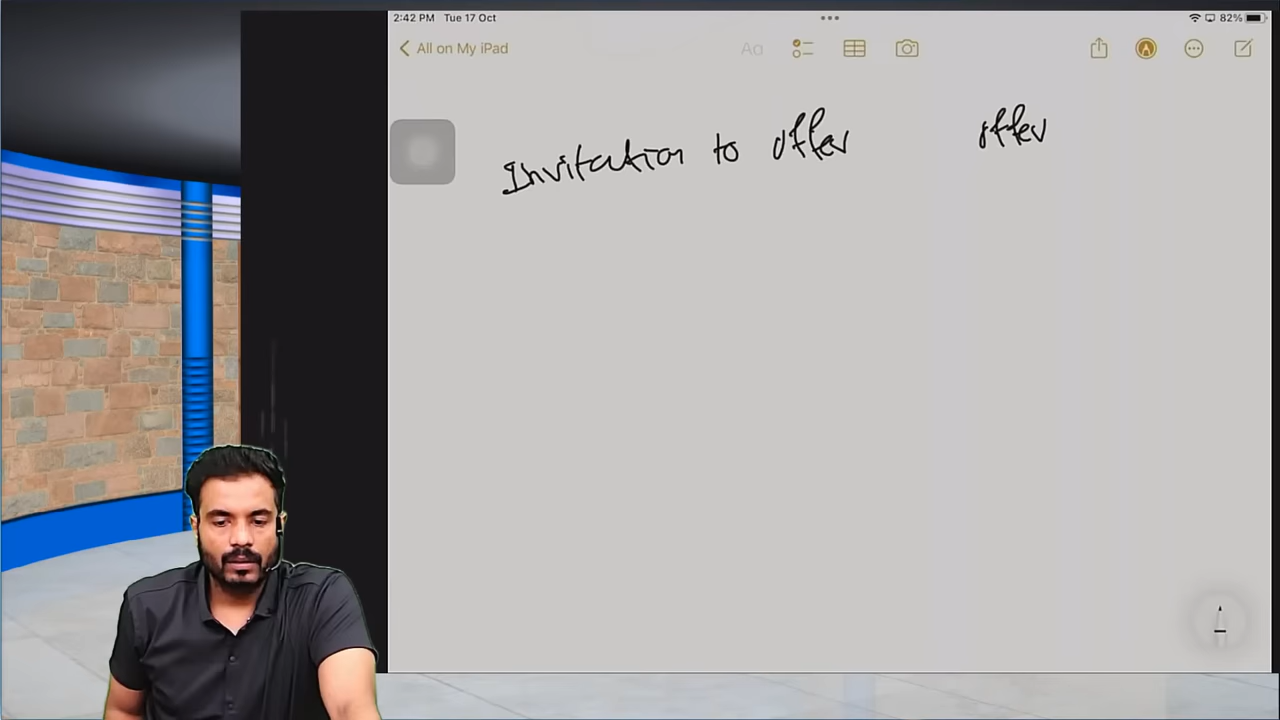 2:42 PM Tue 17 Oct 82%
All on My iPad Aa
Invitation to offer offer